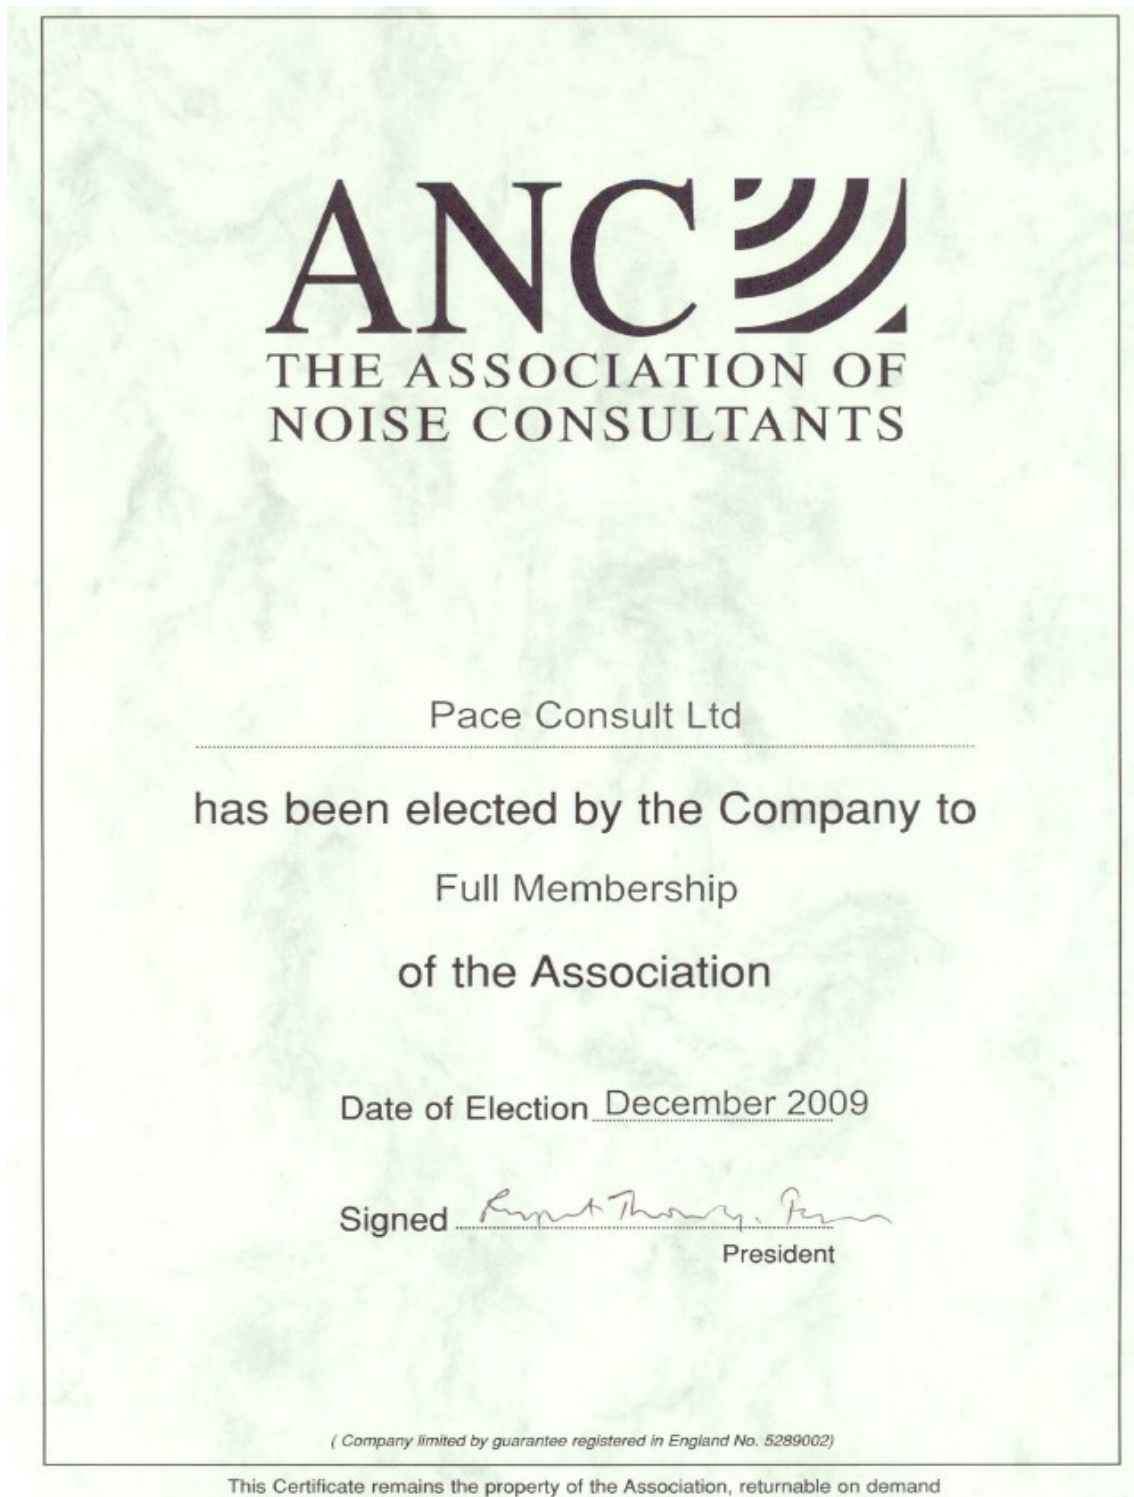 ANC
THE ASSOCIATION OF
NOISE CONSULTANTS
Pace Consult Ltd
has been elected by the Company to
Full Membership
of the Association
Date of Election December 2009
Signed
President
( Company limited by guarantee registered in England No. 5289002)
This Certificate remains the property of the Association, returnable on demand